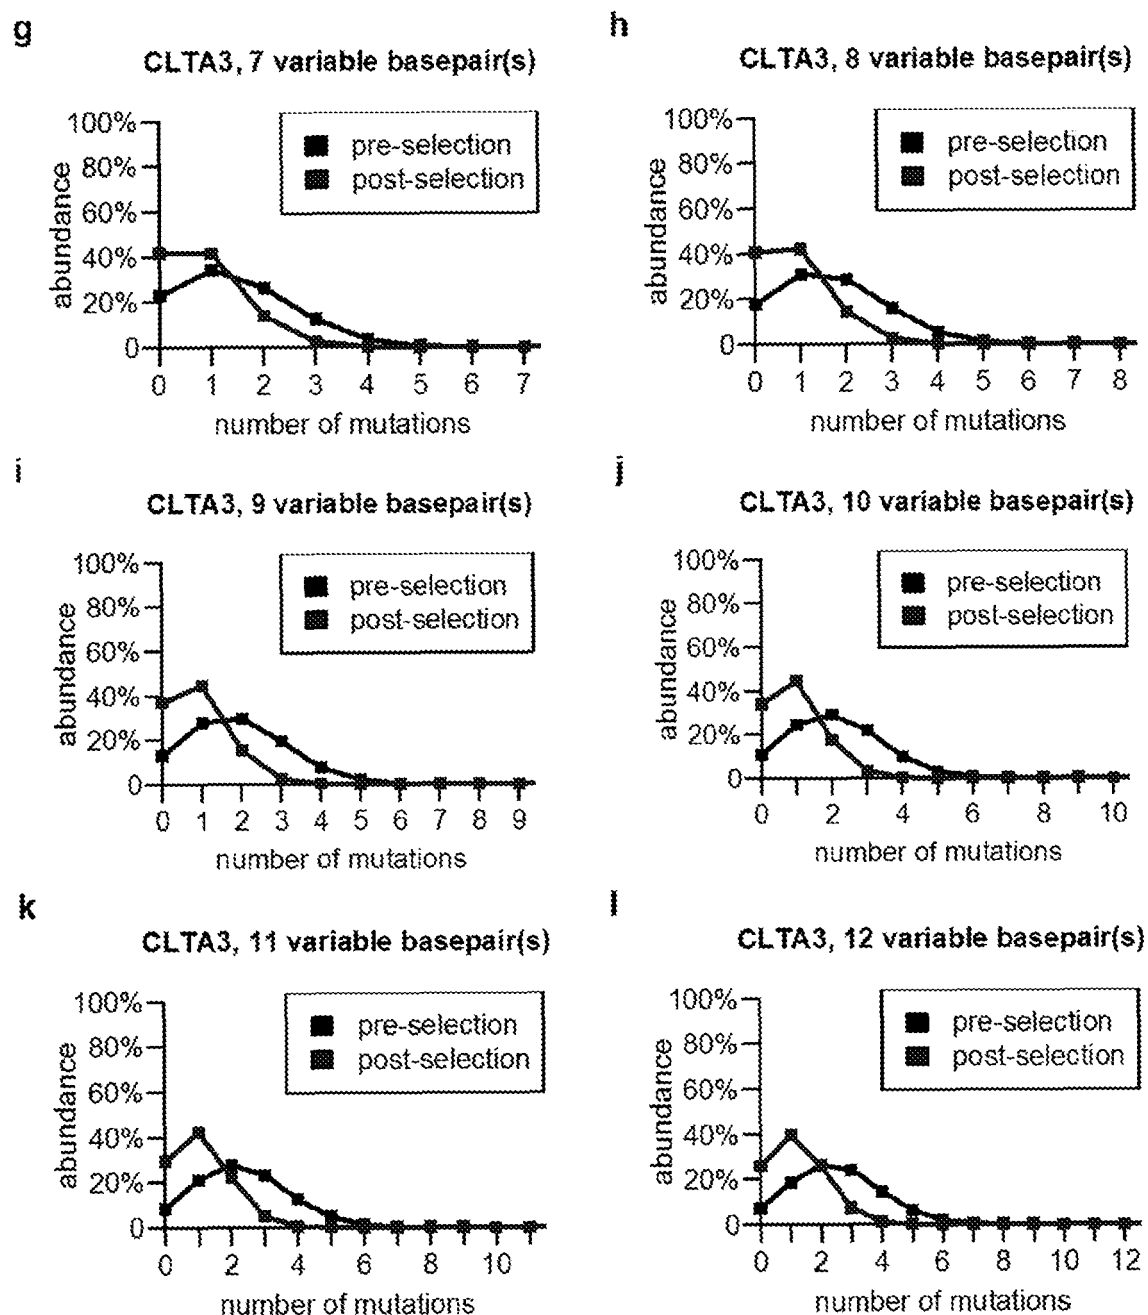 g
CLTA3, 7 variable basepair(s)
100%
80%
60%
40%
20%
0
abundance
pre-selection
post-selection
0 1 2 3 4 5 6 7
number of mutations
h
CLTA3, 8 variable basepair(s)
100%
80%
60%
40%
20%
0
abundance
pre-selection
post-selection
0 1 2 3 4 5 6 7 8
number of mutations
i
CLTA3, 9 variable basepair(s)
100%
80%
60%
40%
20%
0
abundance
pre-selection
post-selection
0 1 2 3 4 5 6 7 8 9
number of mutations
j
CLTA3, 10 variable basepair(s)
100%
80%
60%
40%
20%
0
abundance
pre-selection
post-selection
0 2 4 6 8 10
number of mutations
k
CLTA3, 11 variable basepair(s)
100%
80%
60%
40%
20%
0
abundance
pre-selection
post-selection
0 2 4 6 8 10
number of mutations
l
CLTA3, 12 variable basepair(s)
100%
80%
60%
40%
20%
0
abundance
pre-selection
post-selection
0 2 4 6 8 10 12
number of mutations